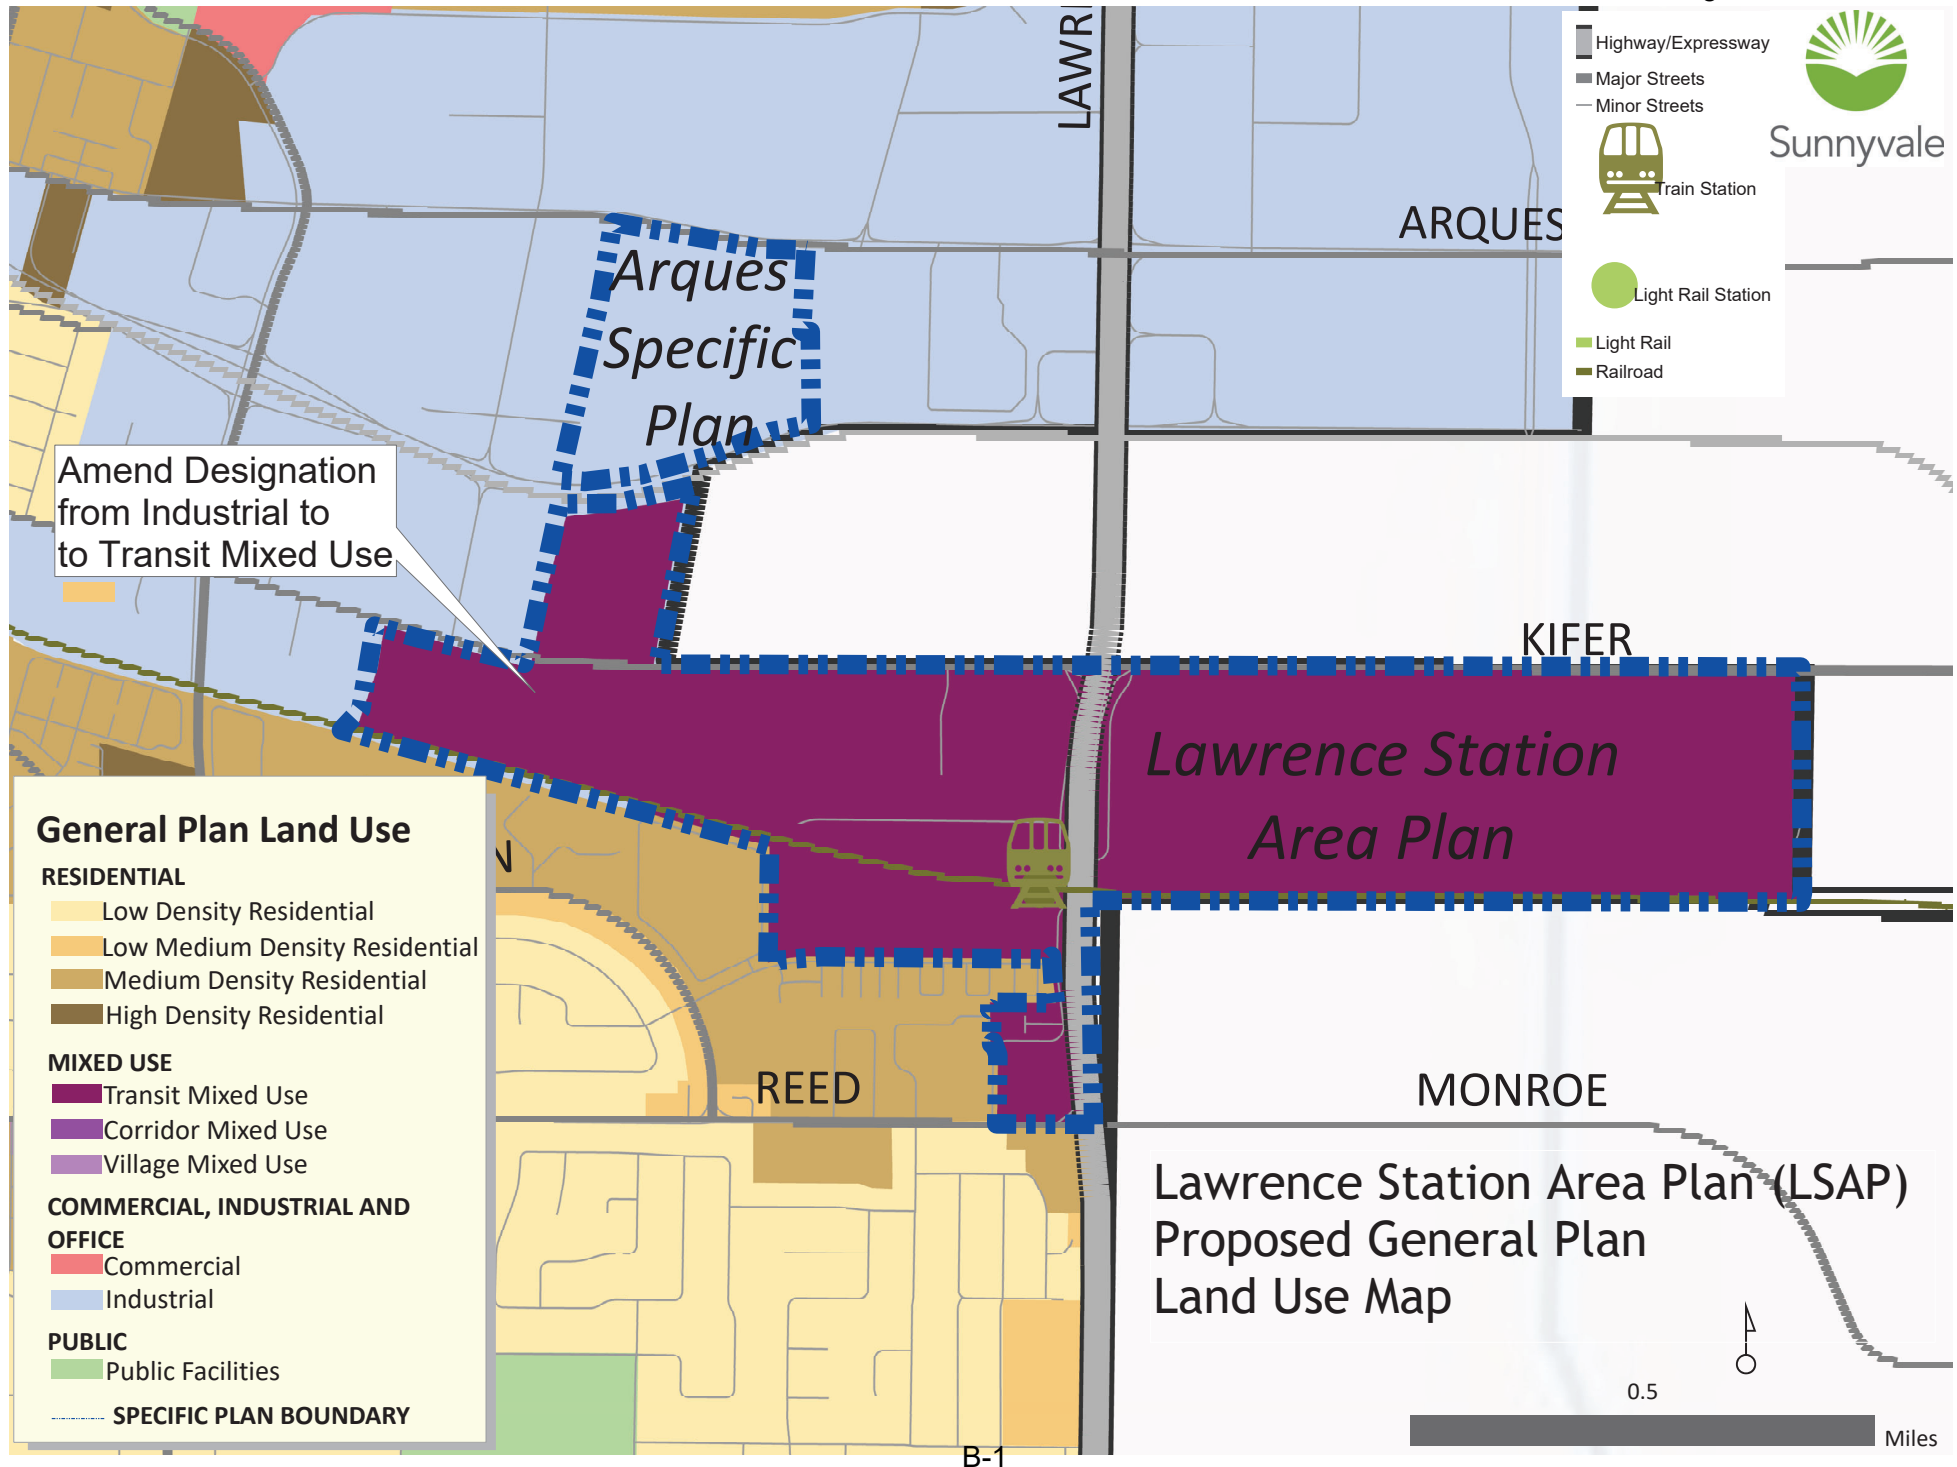 LAWR
Highway/Expressway
Major Streets
Minor Streets
Train Station
Light Rail Station
Light Rail
Railroad
Sunnyvale
ARQUES
Arques
Specific
Plan
Amend Designation
from Industrial to
to Transit Mixed Use
KIFER
Lawrence Station
Area Plan
General Plan Land Use
RESIDENTIAL
Low Density Residential
Low Medium Density Residential
Medium Density Residential
High Density Residential
MIXED USE
Transit Mixed Use
Corridor Mixed Use
Village Mixed Use
COMMERCIAL, INDUSTRIAL AND
OFFICE
Commercial
Industrial
PUBLIC
Public Facilities
SPECIFIC PLAN BOUNDARY
N
REED
MONROE
Lawrence Station Area Plan (LSAP)
Proposed General Plan
Land Use Map
0.5
Miles
B-1